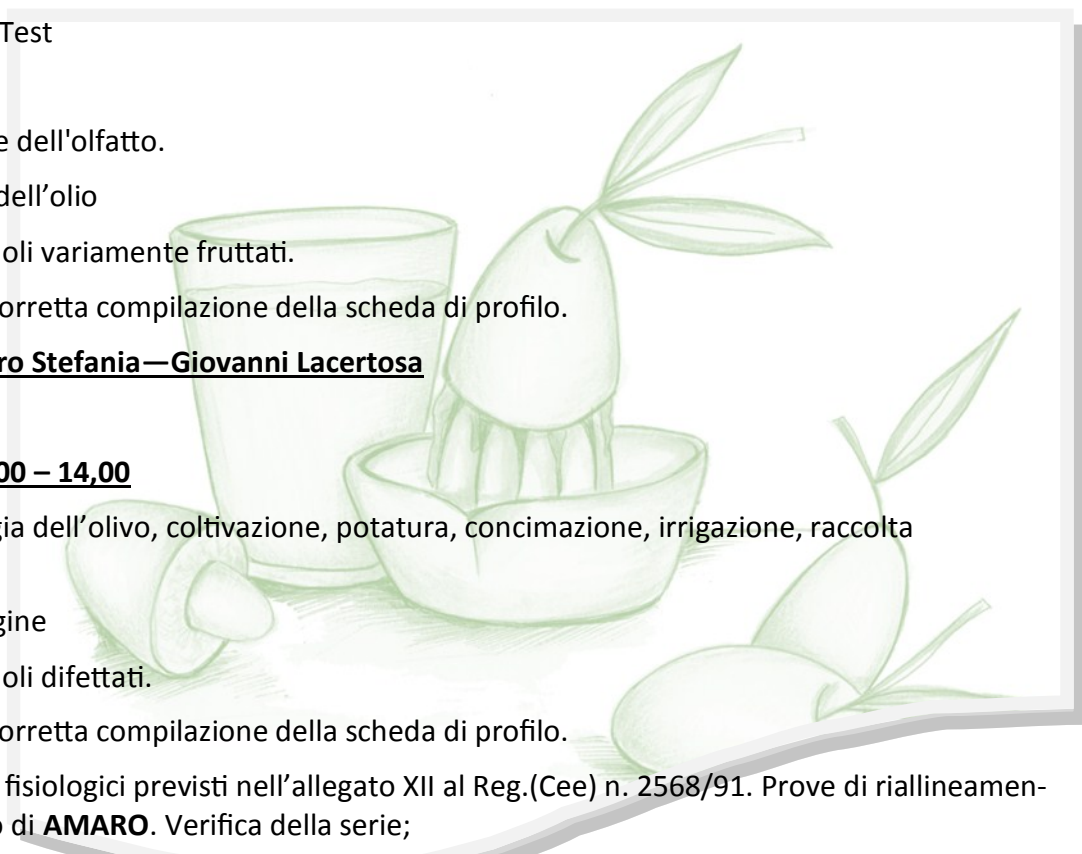 Test
e dell'olfatto.
dell’olio
oli variamente fruttati.
orretta compilazione della scheda di profilo.
ro Stefania—Giovanni Lacertosa
00 – 14,00
gia dell’olivo, coltivazione, potatura, concimazione, irrigazione, raccolta
gine
oli difettati.
orretta compilazione della scheda di profilo.
fisiologici previsti nell’allegato XII al Reg.(Cee) n. 2568/91. Prove di riallineamen-
o di AMARO. Verifica della serie;